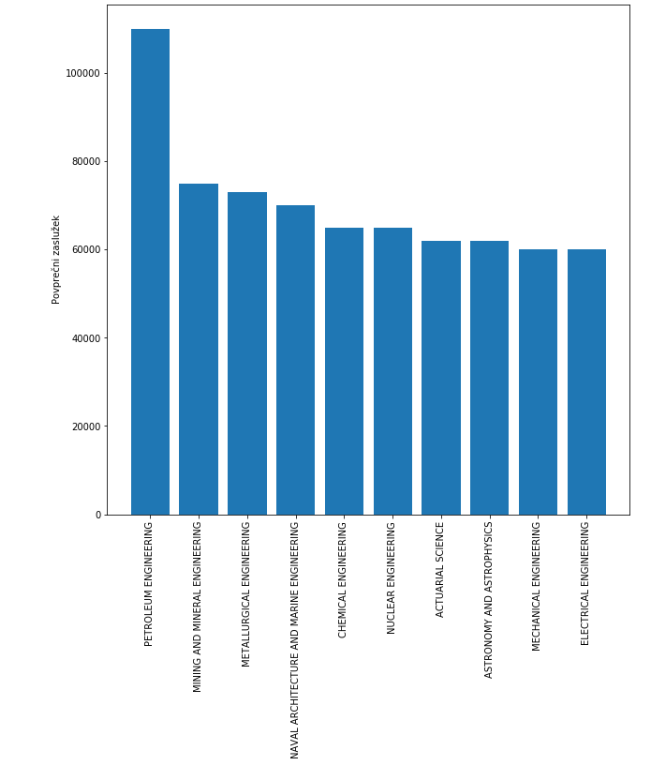 100000
80000
60000
40000
20000
0
Povprečni zaslužek
PETROLEUM ENGINEERING
MINING AND MINERAL ENGINEERING
METALLURGICAL ENGINEERING
NAVAL ARCHITECTURE AND MARINE ENGINEERING
CHEMICAL ENGINEERING
NUCLEAR ENGINEERING
ACTUARIAL SCIENCE
ASTRONOMY AND ASTROPHYSICS
MECHANICAL ENGINEERING
ELECTRICAL ENGINEERING